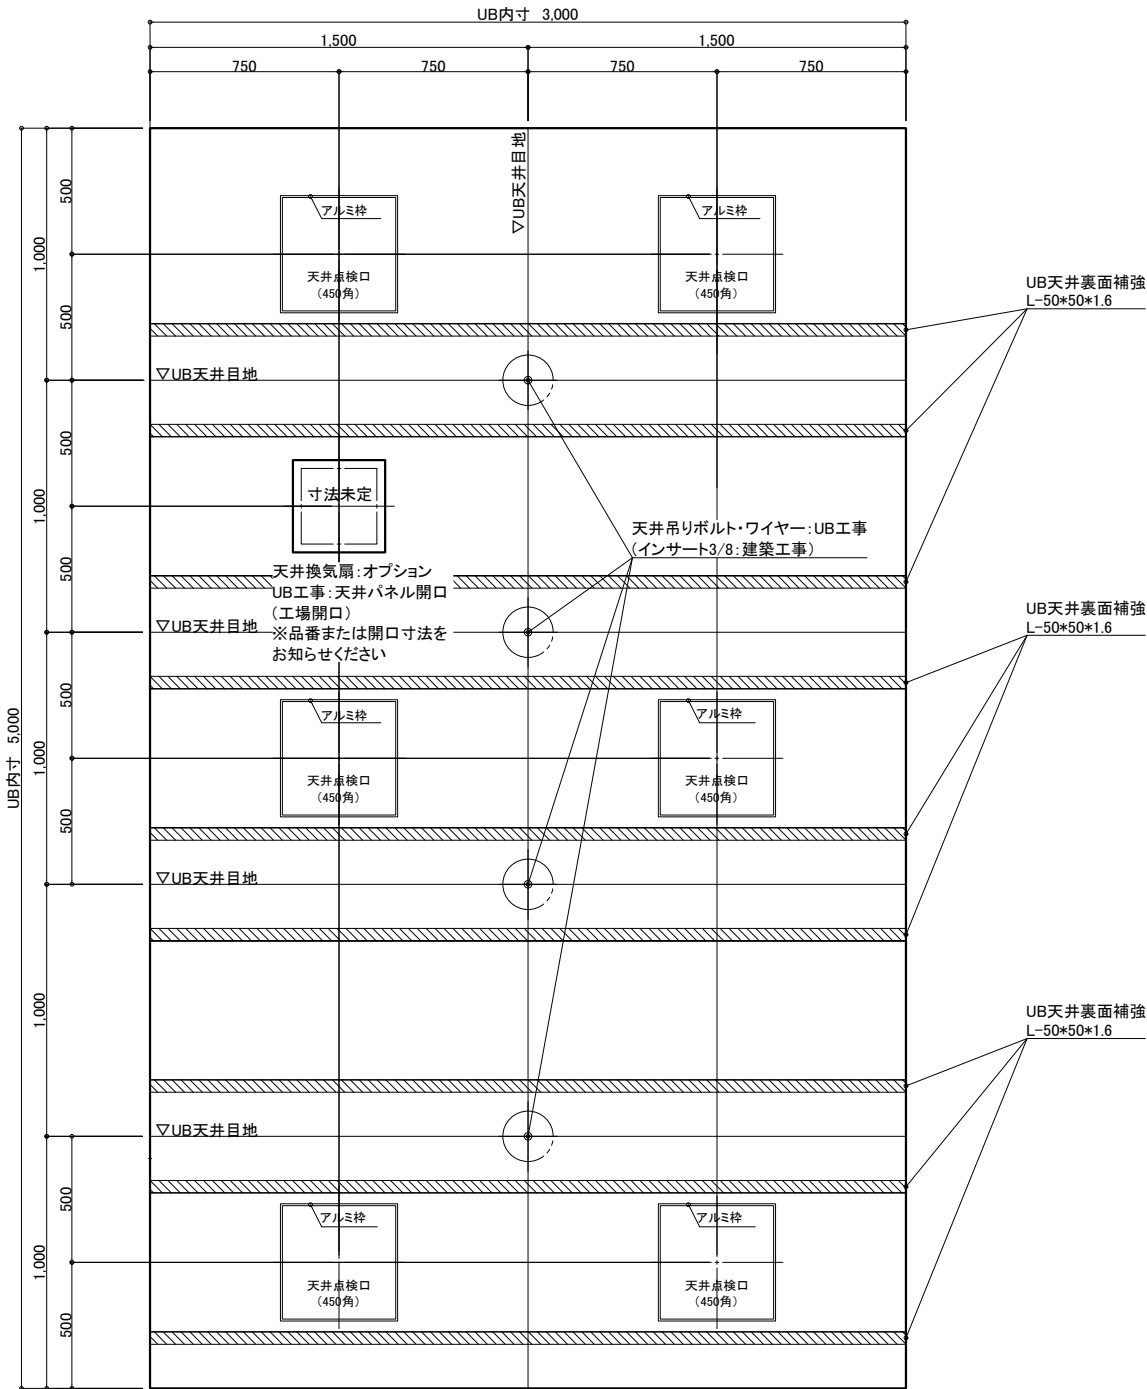 UB内寸 3,000
1,500
1,500
750
750
750
750
▽UB天井目地
500
1,000
500
アルミ枠
アルミ枠
天井点検口
(450角)
天井点検口
(450角)
UB天井裏面補強
L-50*50*1.6
▽UB天井目地
500
1,000
500
寸法未定
天井吊りボルト・ワイヤー:UB工事
(インサート3/8:建築工事)
天井換気扇:オプション
UB工事:天井パネル開口
(工場開口)
※品番または開口寸法を
お知らせください
▽UB天井目地
UB天井裏面補強
L-50*50*1.6
UB内寸 5,000
500
1,000
500
アルミ枠
アルミ枠
天井点検口
(450角)
天井点検口
(450角)
▽UB天井目地
1,000
UB天井裏面補強
L-50*50*1.6
▽UB天井目地
500
1,000
500
アルミ枠
アルミ枠
天井点検口
(450角)
天井点検口
(450角)